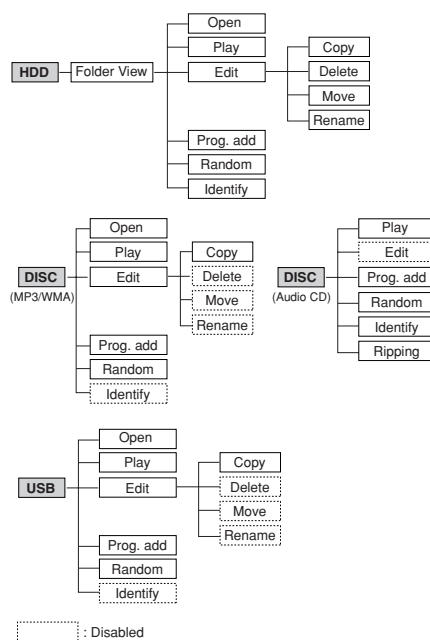 Open
Play
Copy
HDD
Folder View
Edit
Delete
Move
Rename
Prog. add
Random
Identify
Open
Play
Copy
DISC
(MP3/WMA)
Edit
Delete
Move
Rename
Prog. add
Random
Identify
Play
Edit
DISC
(Audio CD)
Prog. add
Random
Identify
Ripping
Open
Play
Copy
USB
Edit
Delete
Move
Rename
Prog. add
Random
Identify
: Disabled